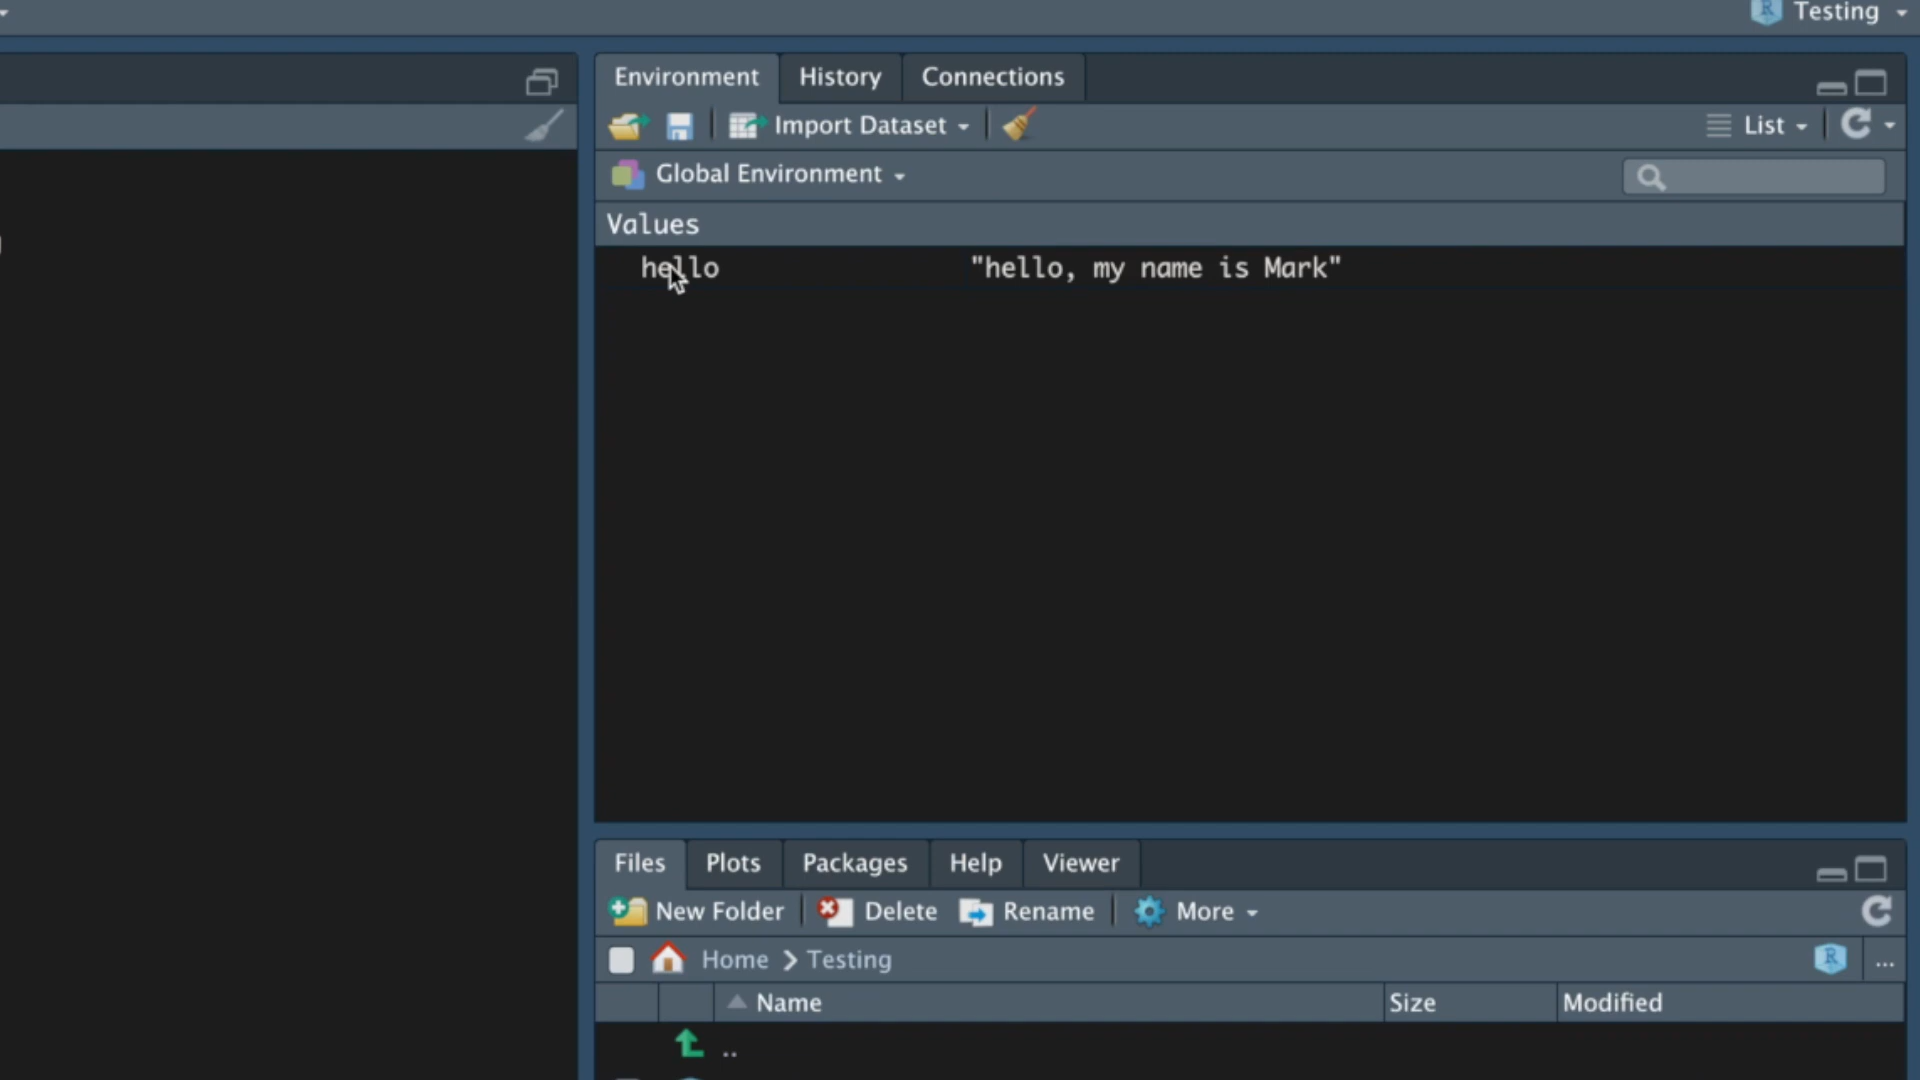 Testing
Environment History Connections
Import Dataset List
Global Environment
Values
hello "hello, my name is Mark"
Files Plots Packages Help Viewer
New Folder Delete Rename More
Home > Testing ...
Name Size Modified
..